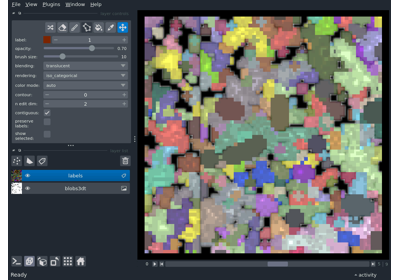 File View Plugins Window Help
label: 1
opacity: 0.70
brush size: 10
blending: translucent
rendering: iso_categorical
color mode: auto
contour: 0
n edit dim: 2
contiguous:
preserve
labels:
show
selected:
labels
blobs3dt
Ready
activity